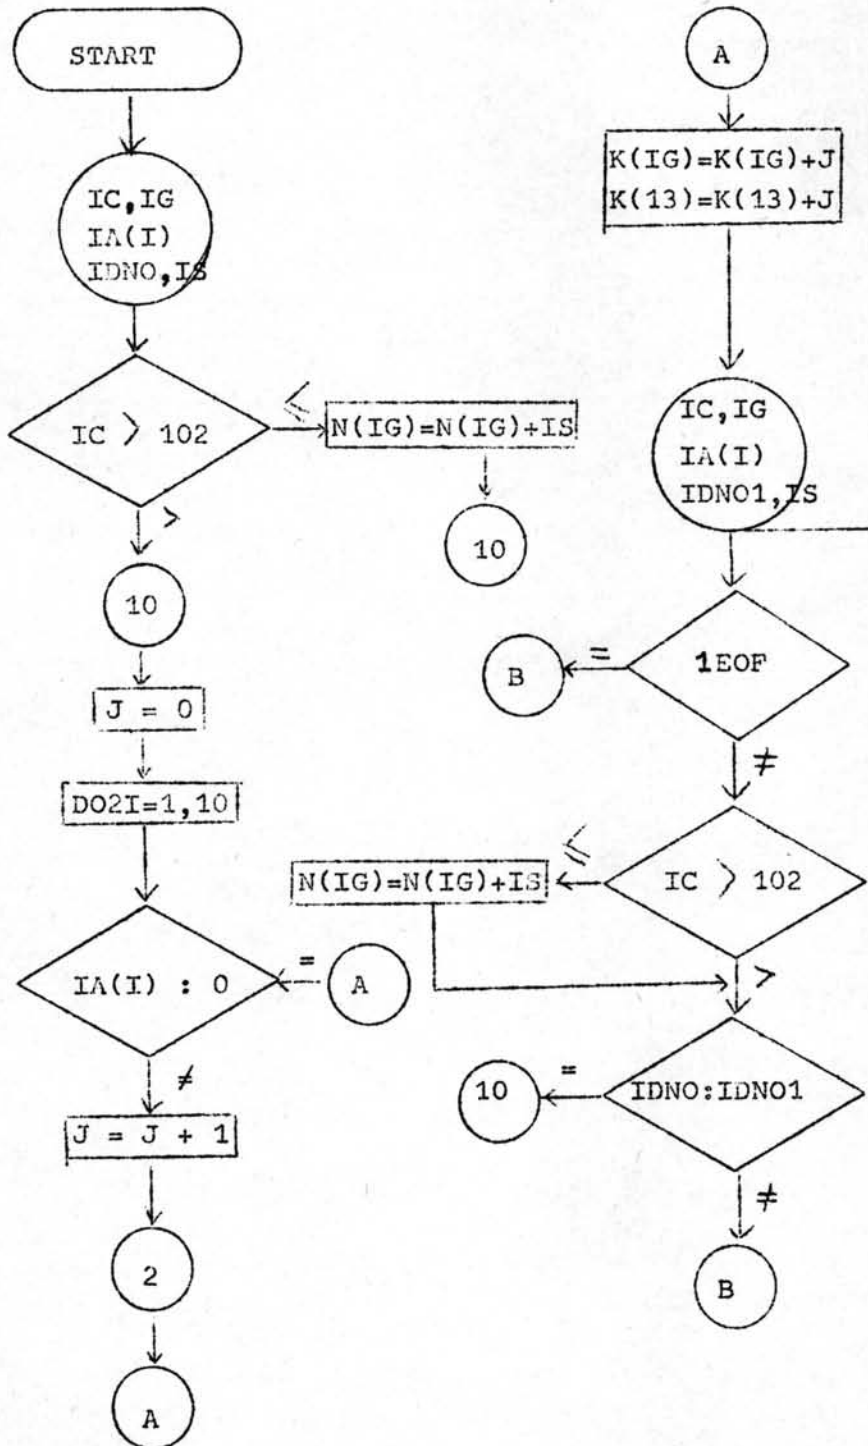 START
IC, IG
IA(I)
IDNO, IS
IC > 102
≤
N(IG)=N(IG)+IS
10
>
10
J = 0
DO2I=1,10
IA(I) : 0
=
A
≠
J = J + 1
2
A
A
K(IG)=K(IG)+J
K(13)=K(13)+J
IC, IG
IA(I)
IDNO1, IS
1EOF
=
B
≠
IC > 102
≤
N(IG)=N(IG)+IS
>
IDNO:IDNO1
=
10
≠
B